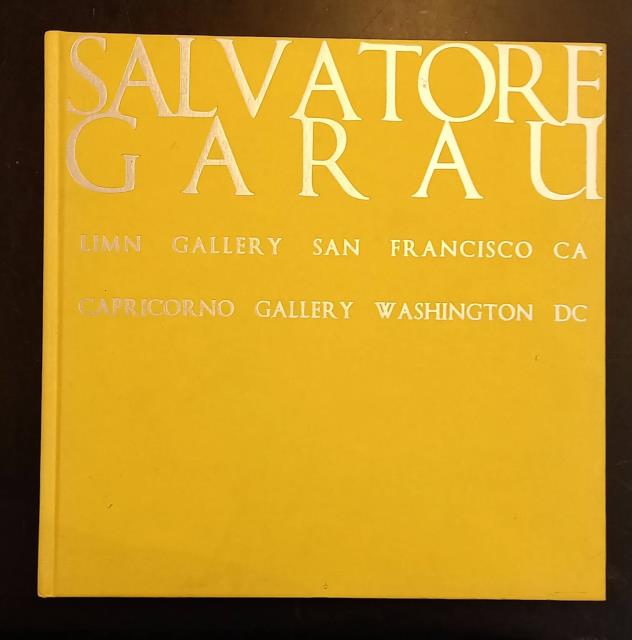 SALVATORE
GARAU
LIMN GALLERY SAN FRANCISCO CA
CAPRICORNO GALLERY WASHINGTON DC